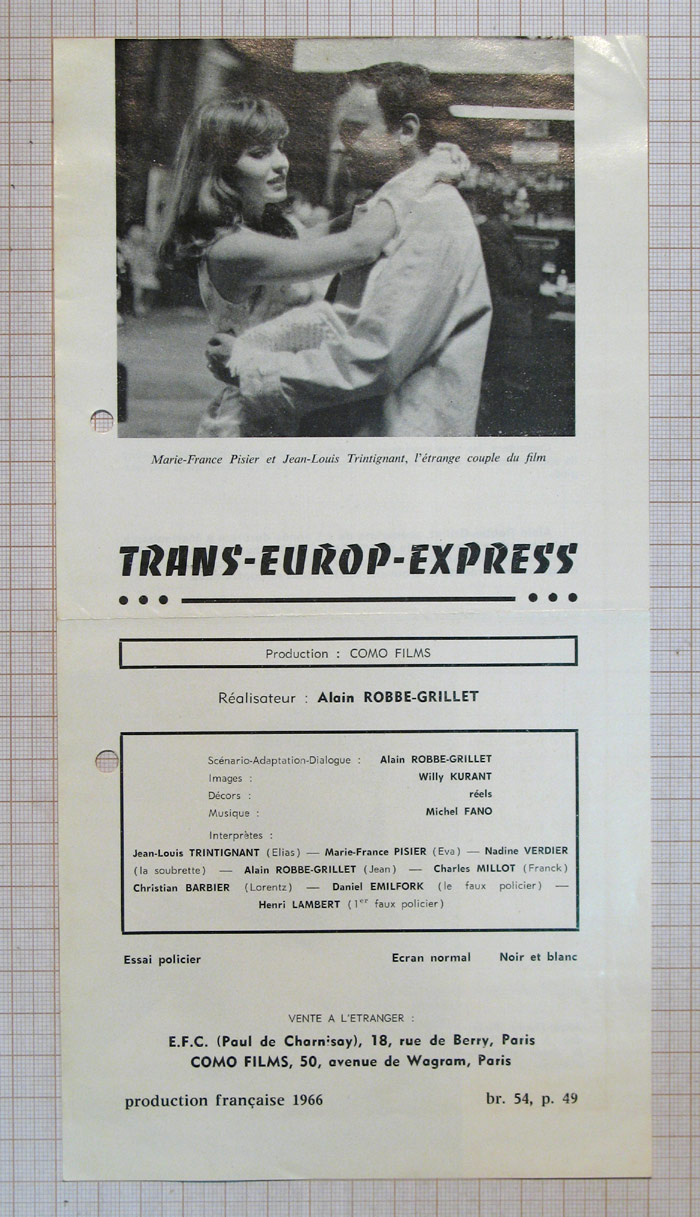 Marie-France Pisier et Jean-Louis Trintignant, l'étrange couple du film
TRANS-EUROP-EXPRESS
Production : COMO FILMS
Réalisateur : Alain ROBBE-GRILLET
Scénario-Adaptation-Dialogue : Alain ROBBE-GRILLET
Images : Willy KURANT
Décors : réels
Musique : Michel FANO
Interprètes :
Jean-Louis TRINTIGNANT (Elias) — Marie-France PISIER (Eva) — Nadine VERDIER
(la soubrette) — Alain ROBBE-GRILLET (Jean) — Charles MILLOT (Franck)
Christian BARBIER (Lorentz) — Daniel EMILFORK (le faux policier) —
Henri LAMBERT (1er faux policier)
Essai policier Ecran normal Noir et blanc
VENTE A L'ETRANGER :
E.F.C. (Paul de Charnisay), 18, rue de Berry, Paris
COMO FILMS, 50, avenue de Wagram, Paris
production française 1966 br. 54, p. 49